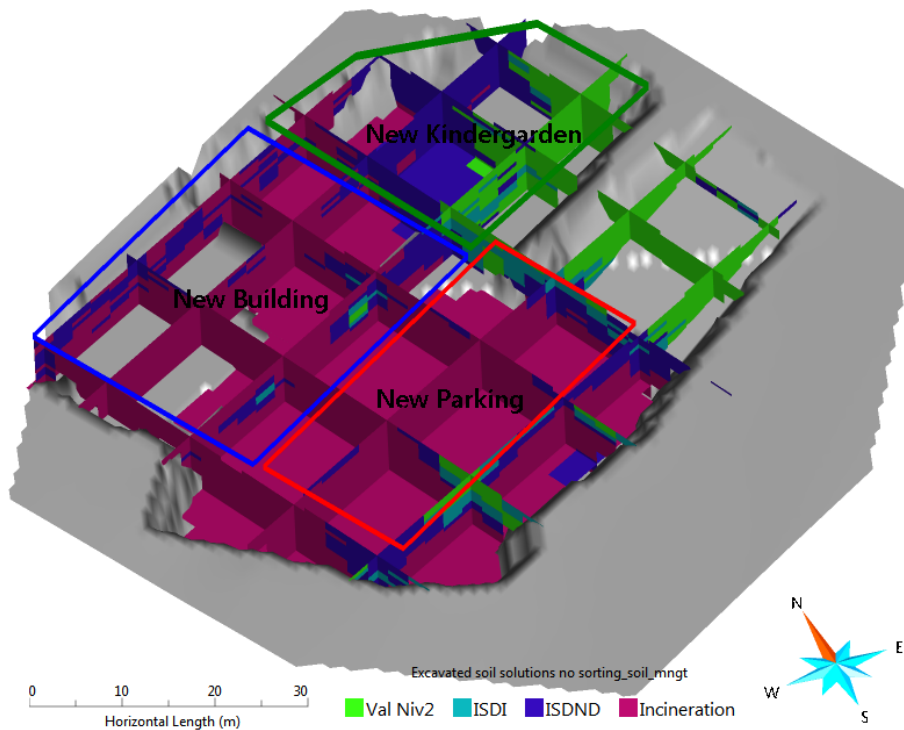 New Kindergarden
New Building
New Parking
N
E
W
S
Excavated soil solutions no sorting_soil_mngt
0 10 20 30
Horizontal Length (m)
Val Niv2 ISDI ISDND Incineration